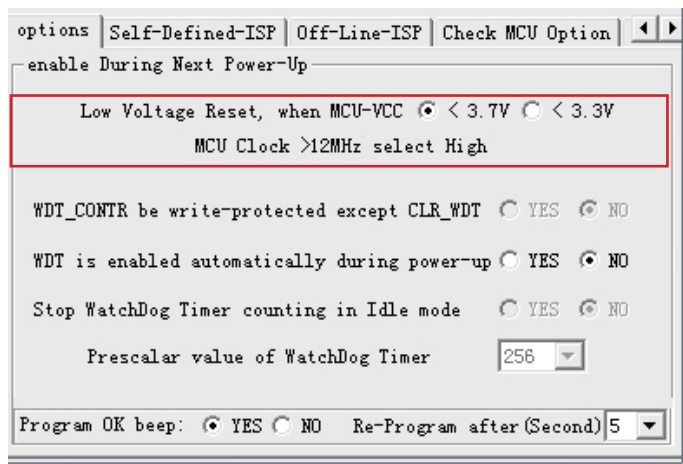 options Self-Defined-ISP Off-Line-ISP Check MCU Option
enable During Next Power-Up
Low Voltage Reset, when MCU-VCC < 3.7V < 3.3V
MCU Clock >12MHz select High
WDT_CONTR be write-protected except CLR_WDT YES NO
WDT is enabled automatically during power-up YES NO
Stop WatchDog Timer counting in Idle mode YES NO
Prescalar value of WatchDog Timer 256
Program OK beep: YES NO Re-Program after(Second) 5